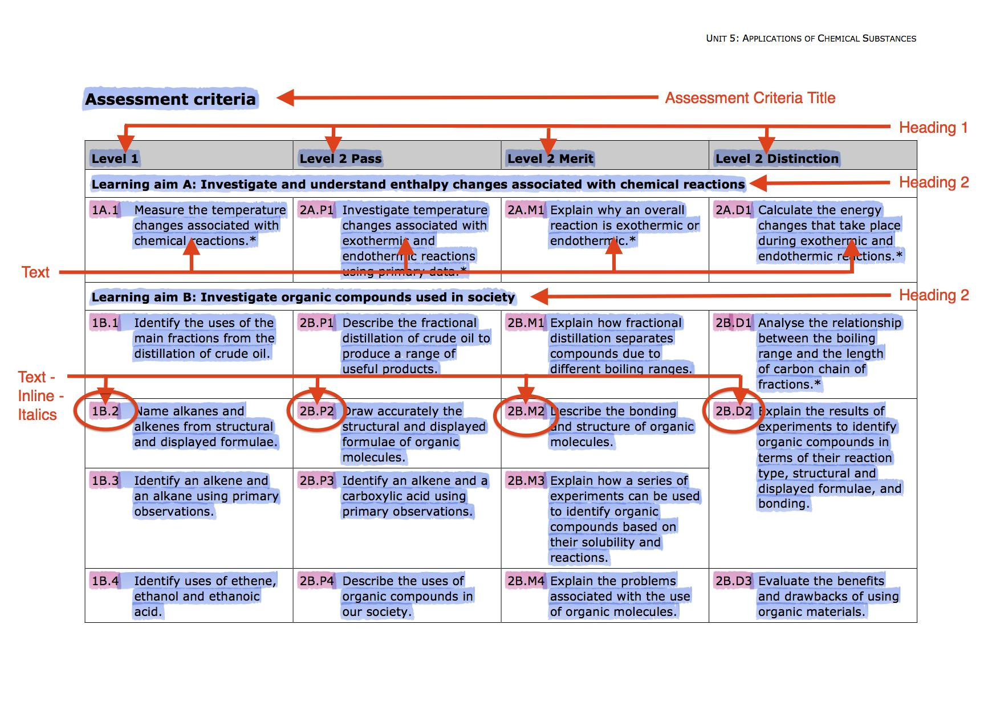 UNIT 5: APPLICATIONS OF CHEMICAL SUBSTANCES
Assessment criteria
Assessment Criteria Title
Heading 1
Level 1
Level 2 Pass
Level 2 Merit
Level 2 Distinction
Learning aim A: Investigate and understand enthalpy changes associated with chemical reactions
Heading 2
1A.1 Measure the temperature
changes associated with
chemical reactions.*
2A.P1 Investigate temperature
changes associated with
exothermic and
endothermic reactions
using primary data.*
2A.M1 Explain why an overall
reaction is exothermic or
endothermic.*
2A.D1 Calculate the energy
changes that take place
during exothermic and
endothermic reactions.*
Text
Learning aim B: Investigate organic compounds used in society
Heading 2
1B.1 Identify the uses of the
main fractions from the
distillation of crude oil.
2B.P1 Describe the fractional
distillation of crude oil to
produce a range of
useful products.
2B.M1 Explain how fractional
distillation separates
compounds due to
different boiling ranges.
2B.D1 Analyse the relationship
between the boiling
range and the length
of carbon chain of
fractions.*
Text -
Inline -
Italics
1B.2 Name alkanes and
alkenes from structural
and displayed formulae.
2B.P2 Draw accurately the
structural and displayed
formulae of organic
molecules.
2B.M2 Describe the bonding
and structure of organic
molecules.
2B.D2 Explain the results of
experiments to identify
organic compounds in
terms of their reaction
type, structural and
displayed formulae, and
bonding.
1B.3 Identify an alkene and
an alkane using primary
observations.
2B.P3 Identify an alkene and a
carboxylic acid using
primary observations.
2B.M3 Explain how a series of
experiments can be used
to identify organic
compounds based on
their solubility and
reactions.
1B.4 Identify uses of ethene,
ethanol and ethanoic
acid.
2B.P4 Describe the uses of
organic compounds in
our society.
2B.M4 Explain the problems
associated with the use
of organic molecules.
2B.D3 Evaluate the benefits
and drawbacks of using
organic materials.